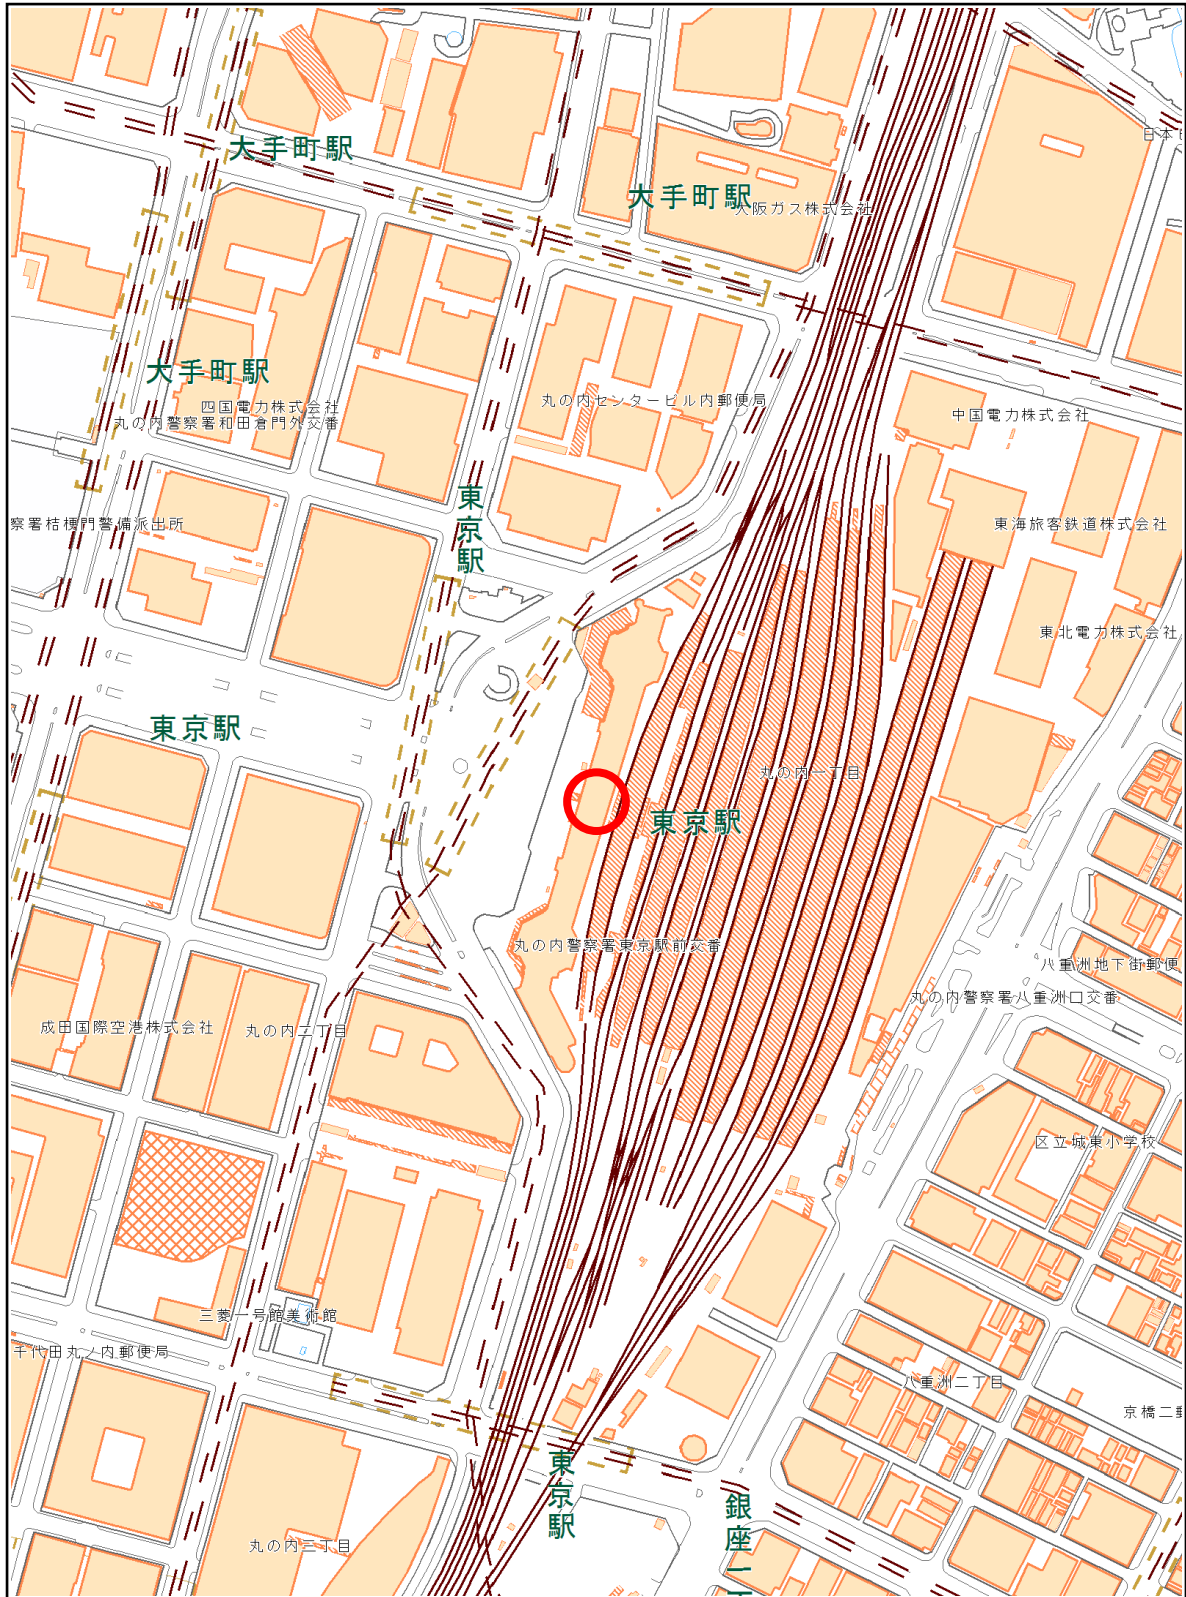 日本
大手町駅
大手町駅
大阪ガス株式会社
大手町駅
四国電力株式会社
丸の内警察署和田倉門外交番
丸の内センタービル内郵便局
中国電力株式会社
東京駅
察署桔梗門警備派出所
東海旅客鉄道株式会社
東北電力株式会社
東京駅
丸の内一丁目
東京駅
丸の内警察署東京駅前交番
八重洲地下街郵便
丸の内警察署八重洲口交番
成田国際空港株式会社
丸の内二丁目
区立城東小学校
三菱一号館美術館
千代田丸ノ内郵便局
八重洲二丁目
京橋二
東京駅
銀座一
丸の内三丁目